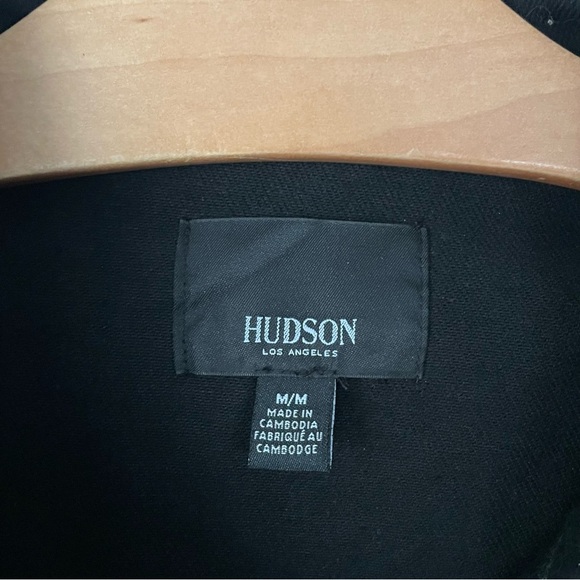 HUDSON
LOS ANGELES
M/M
MADE IN
CAMBODIA
FABRIQUÉ AU
CAMBODGE